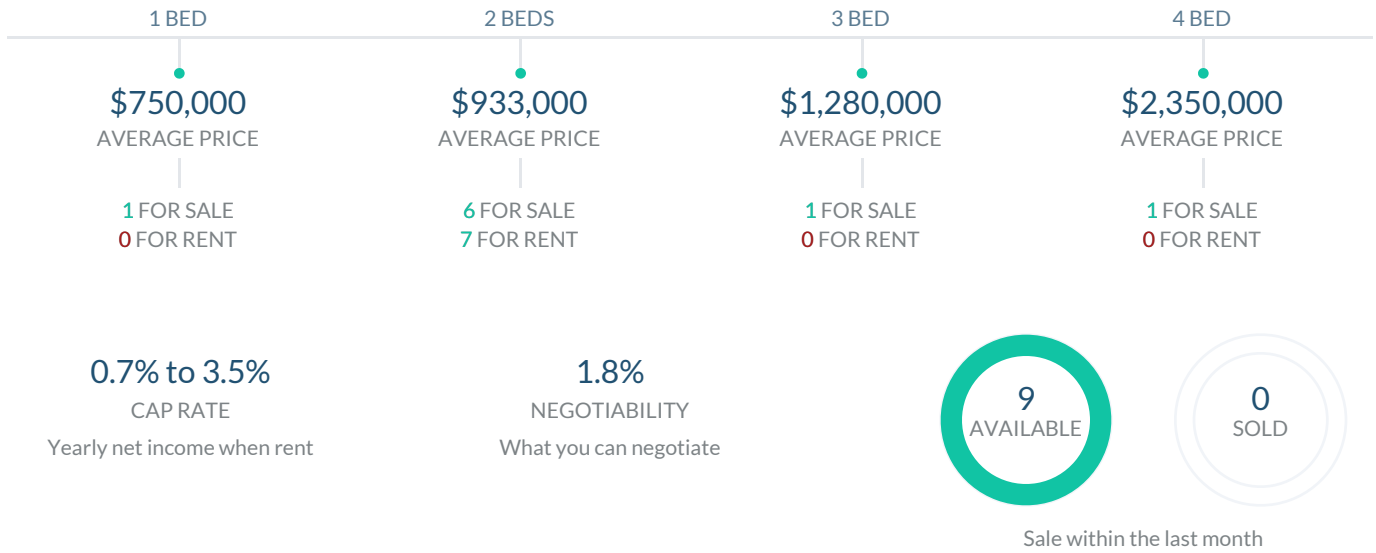 1 BED
2 BEDS
3 BED
4 BED
$750,000
$933,000
$1,280,000
$2,350,000
AVERAGE PRICE
AVERAGE PRICE
AVERAGE PRICE
AVERAGE PRICE
1 FOR SALE
6 FOR SALE
1 FOR SALE
1 FOR SALE
0 FOR RENT
7 FOR RENT
0 FOR RENT
0 FOR RENT
0.7% to 3.5%
CAP RATE
Yearly net income when rent
1.8%
NEGOTIABILITY
What you can negotiate
9
AVAILABLE
0
SOLD
Sale within the last month